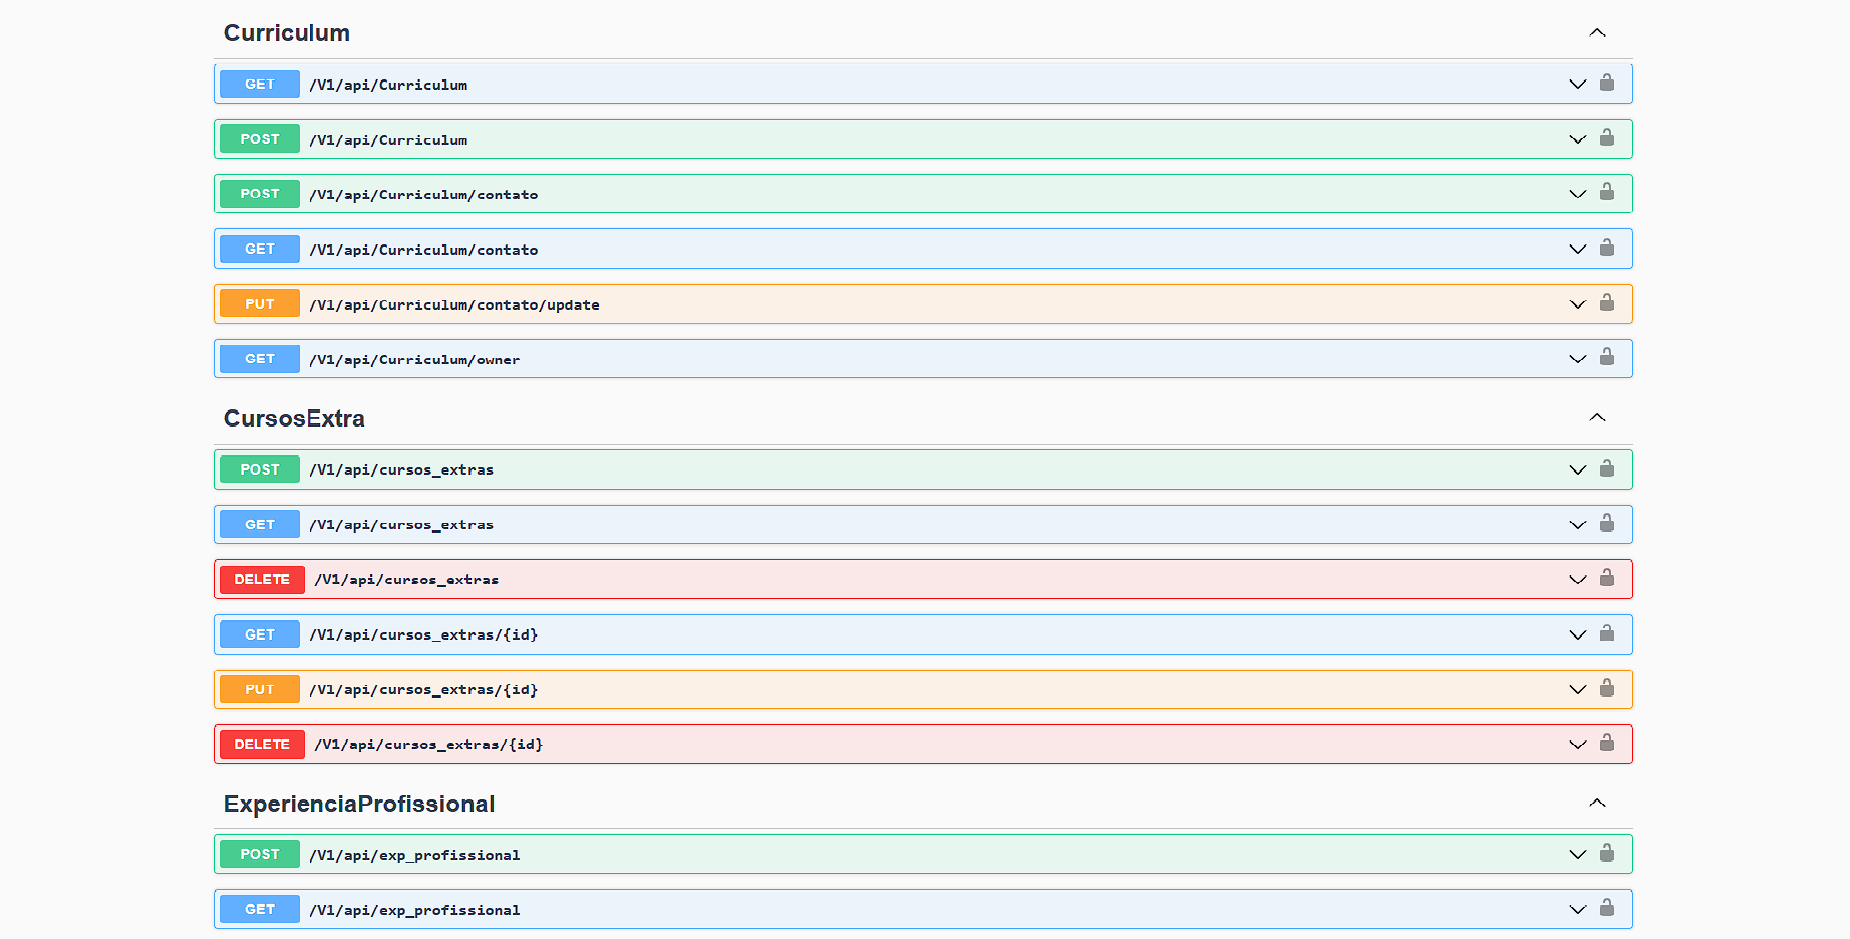 Curriculum
GET /V1/api/Curriculum
POST /V1/api/Curriculum
POST /V1/api/Curriculum/contato
GET /V1/api/Curriculum/contato
PUT /V1/api/Curriculum/contato/update
GET /V1/api/Curriculum/owner
CursosExtra
POST /V1/api/cursos_extras
GET /V1/api/cursos_extras
DELETE /V1/api/cursos_extras
GET /V1/api/cursos_extras/{id}
PUT /V1/api/cursos_extras/{id}
DELETE /V1/api/cursos_extras/{id}
ExperienciaProfissional
POST /V1/api/exp_profissional
GET /V1/api/exp_profissional